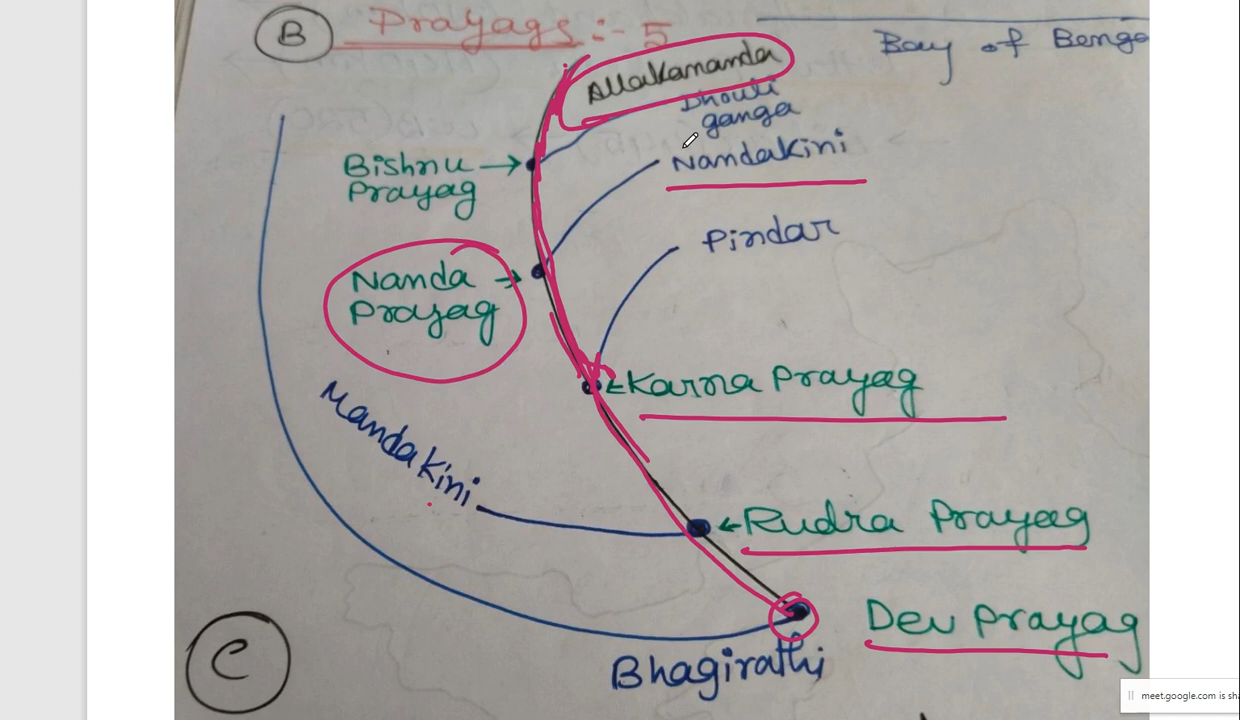 B Prayags :- 5
Bay of Benga
Allakananda
Dhouli
ganga
Nandakini
Bishnu
Prayag
Pindar
Nanda
Prayag
Karna Prayag
Mandakini
Rudra Prayag
Dev Prayag
Bhagirathi
C
meet.google.com is sha